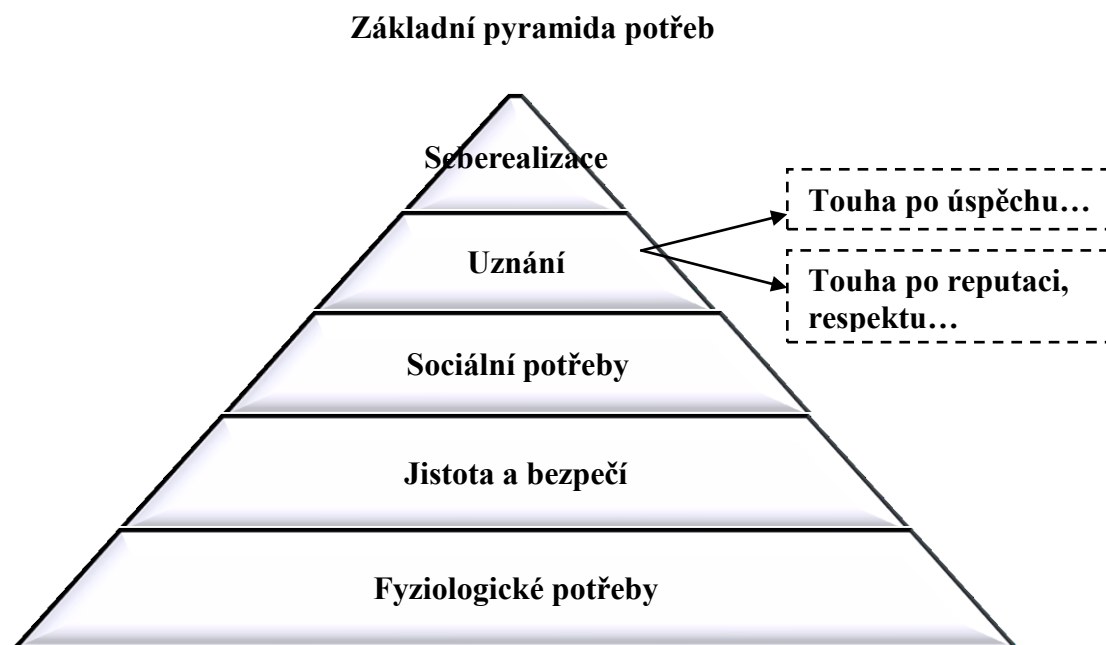 Základní pyramida potřeb
Seberealizace
Touha po úspěchu…
Uznání
Touha po reputaci,
respektu…
Sociální potřeby
Jistota a bezpečí
Fyziologické potřeby